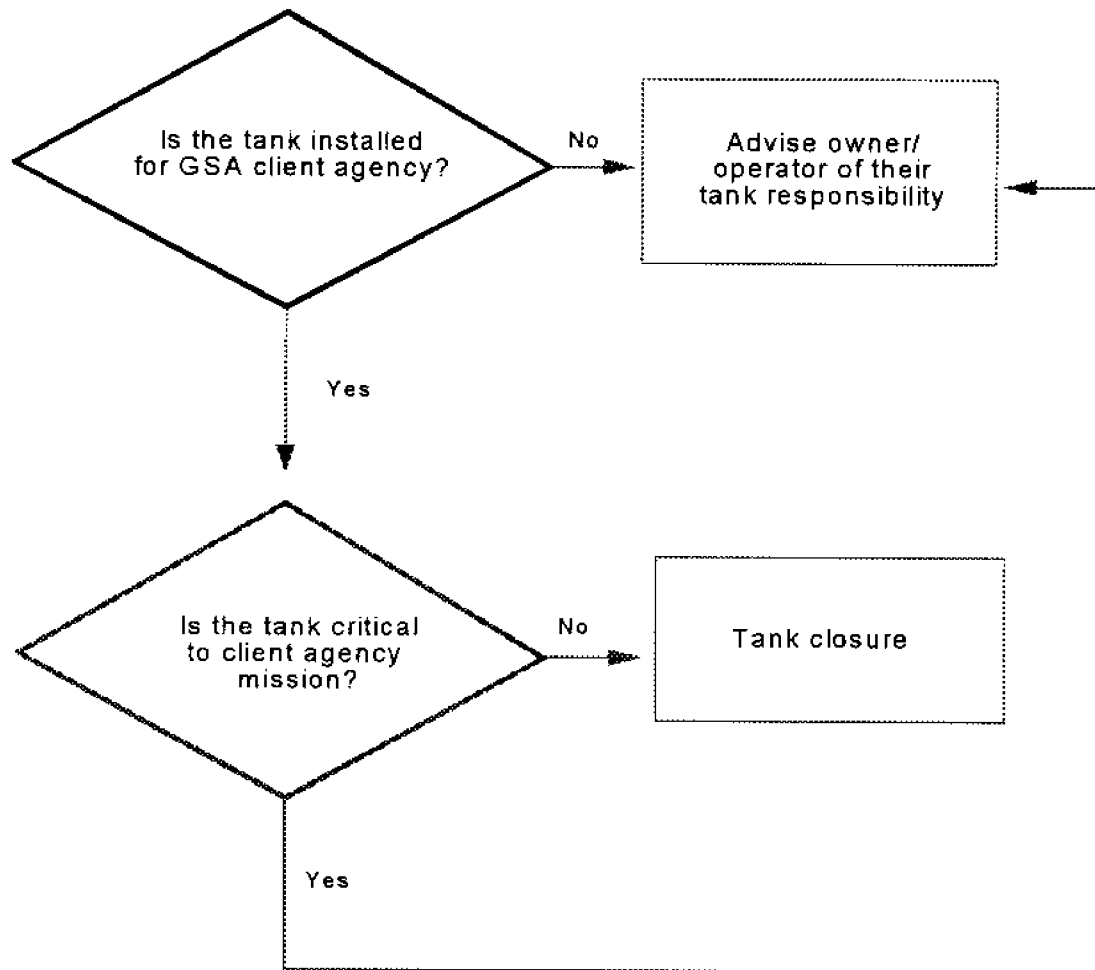 Is the tank installed
for GSA client agency?
No
Advise owner/
operator of their
tank responsibility
Yes
Is the tank critical
to client agency
mission?
No
Tank closure
Yes